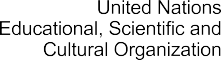 United Nations
Educational, Scientific and
Cultural Organization